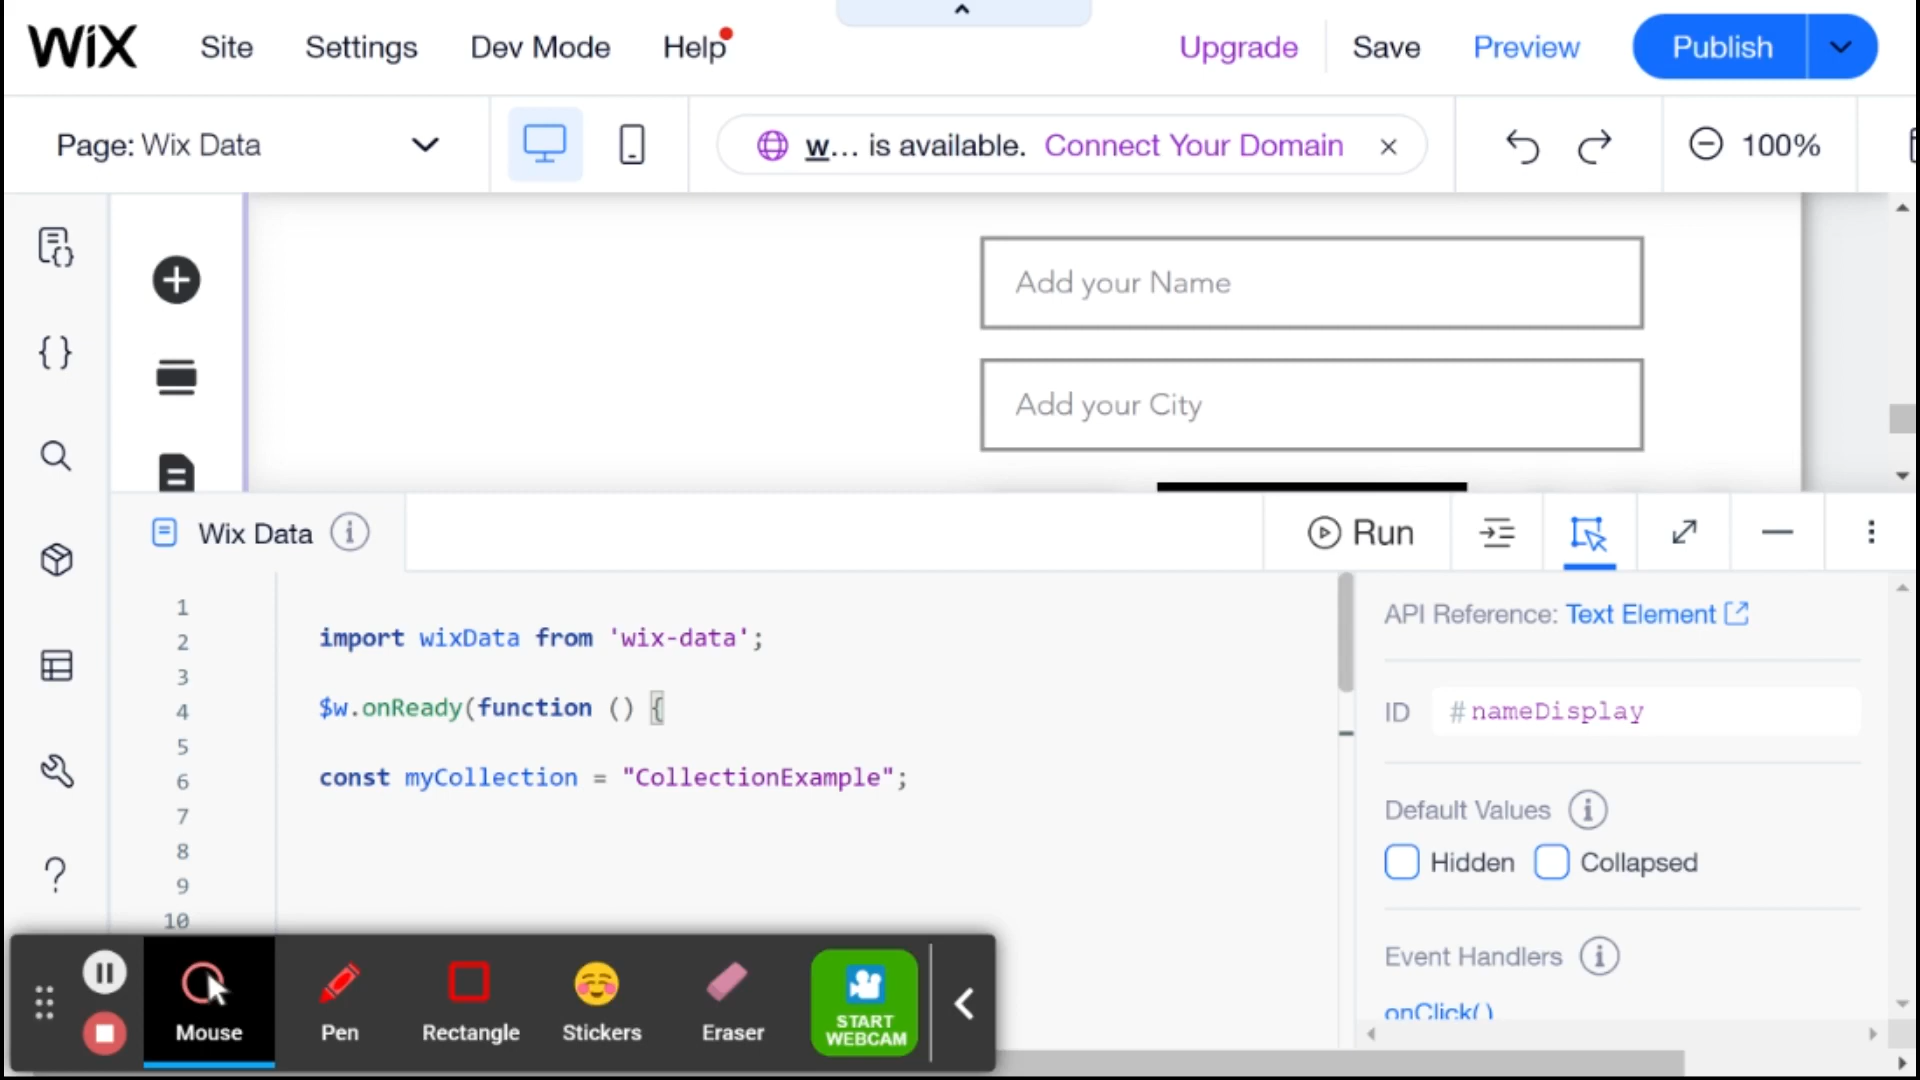 WiX Site Settings Dev Mode Help Upgrade Save Preview Publish
Page: Wix Data w... is available. Connect Your Domain 100%
Add your Name
Add your City
Wix Data Run
1
2 import wixData from 'wix-data';
3
4 $w.onReady(function () {
5
6 const myCollection = "CollectionExample";
7
8
9
10
API Reference: Text Element
ID #nameDisplay
Default Values
Hidden Collapsed
Event Handlers
onClick()
Mouse Pen Rectangle Stickers Eraser START WEBCAM